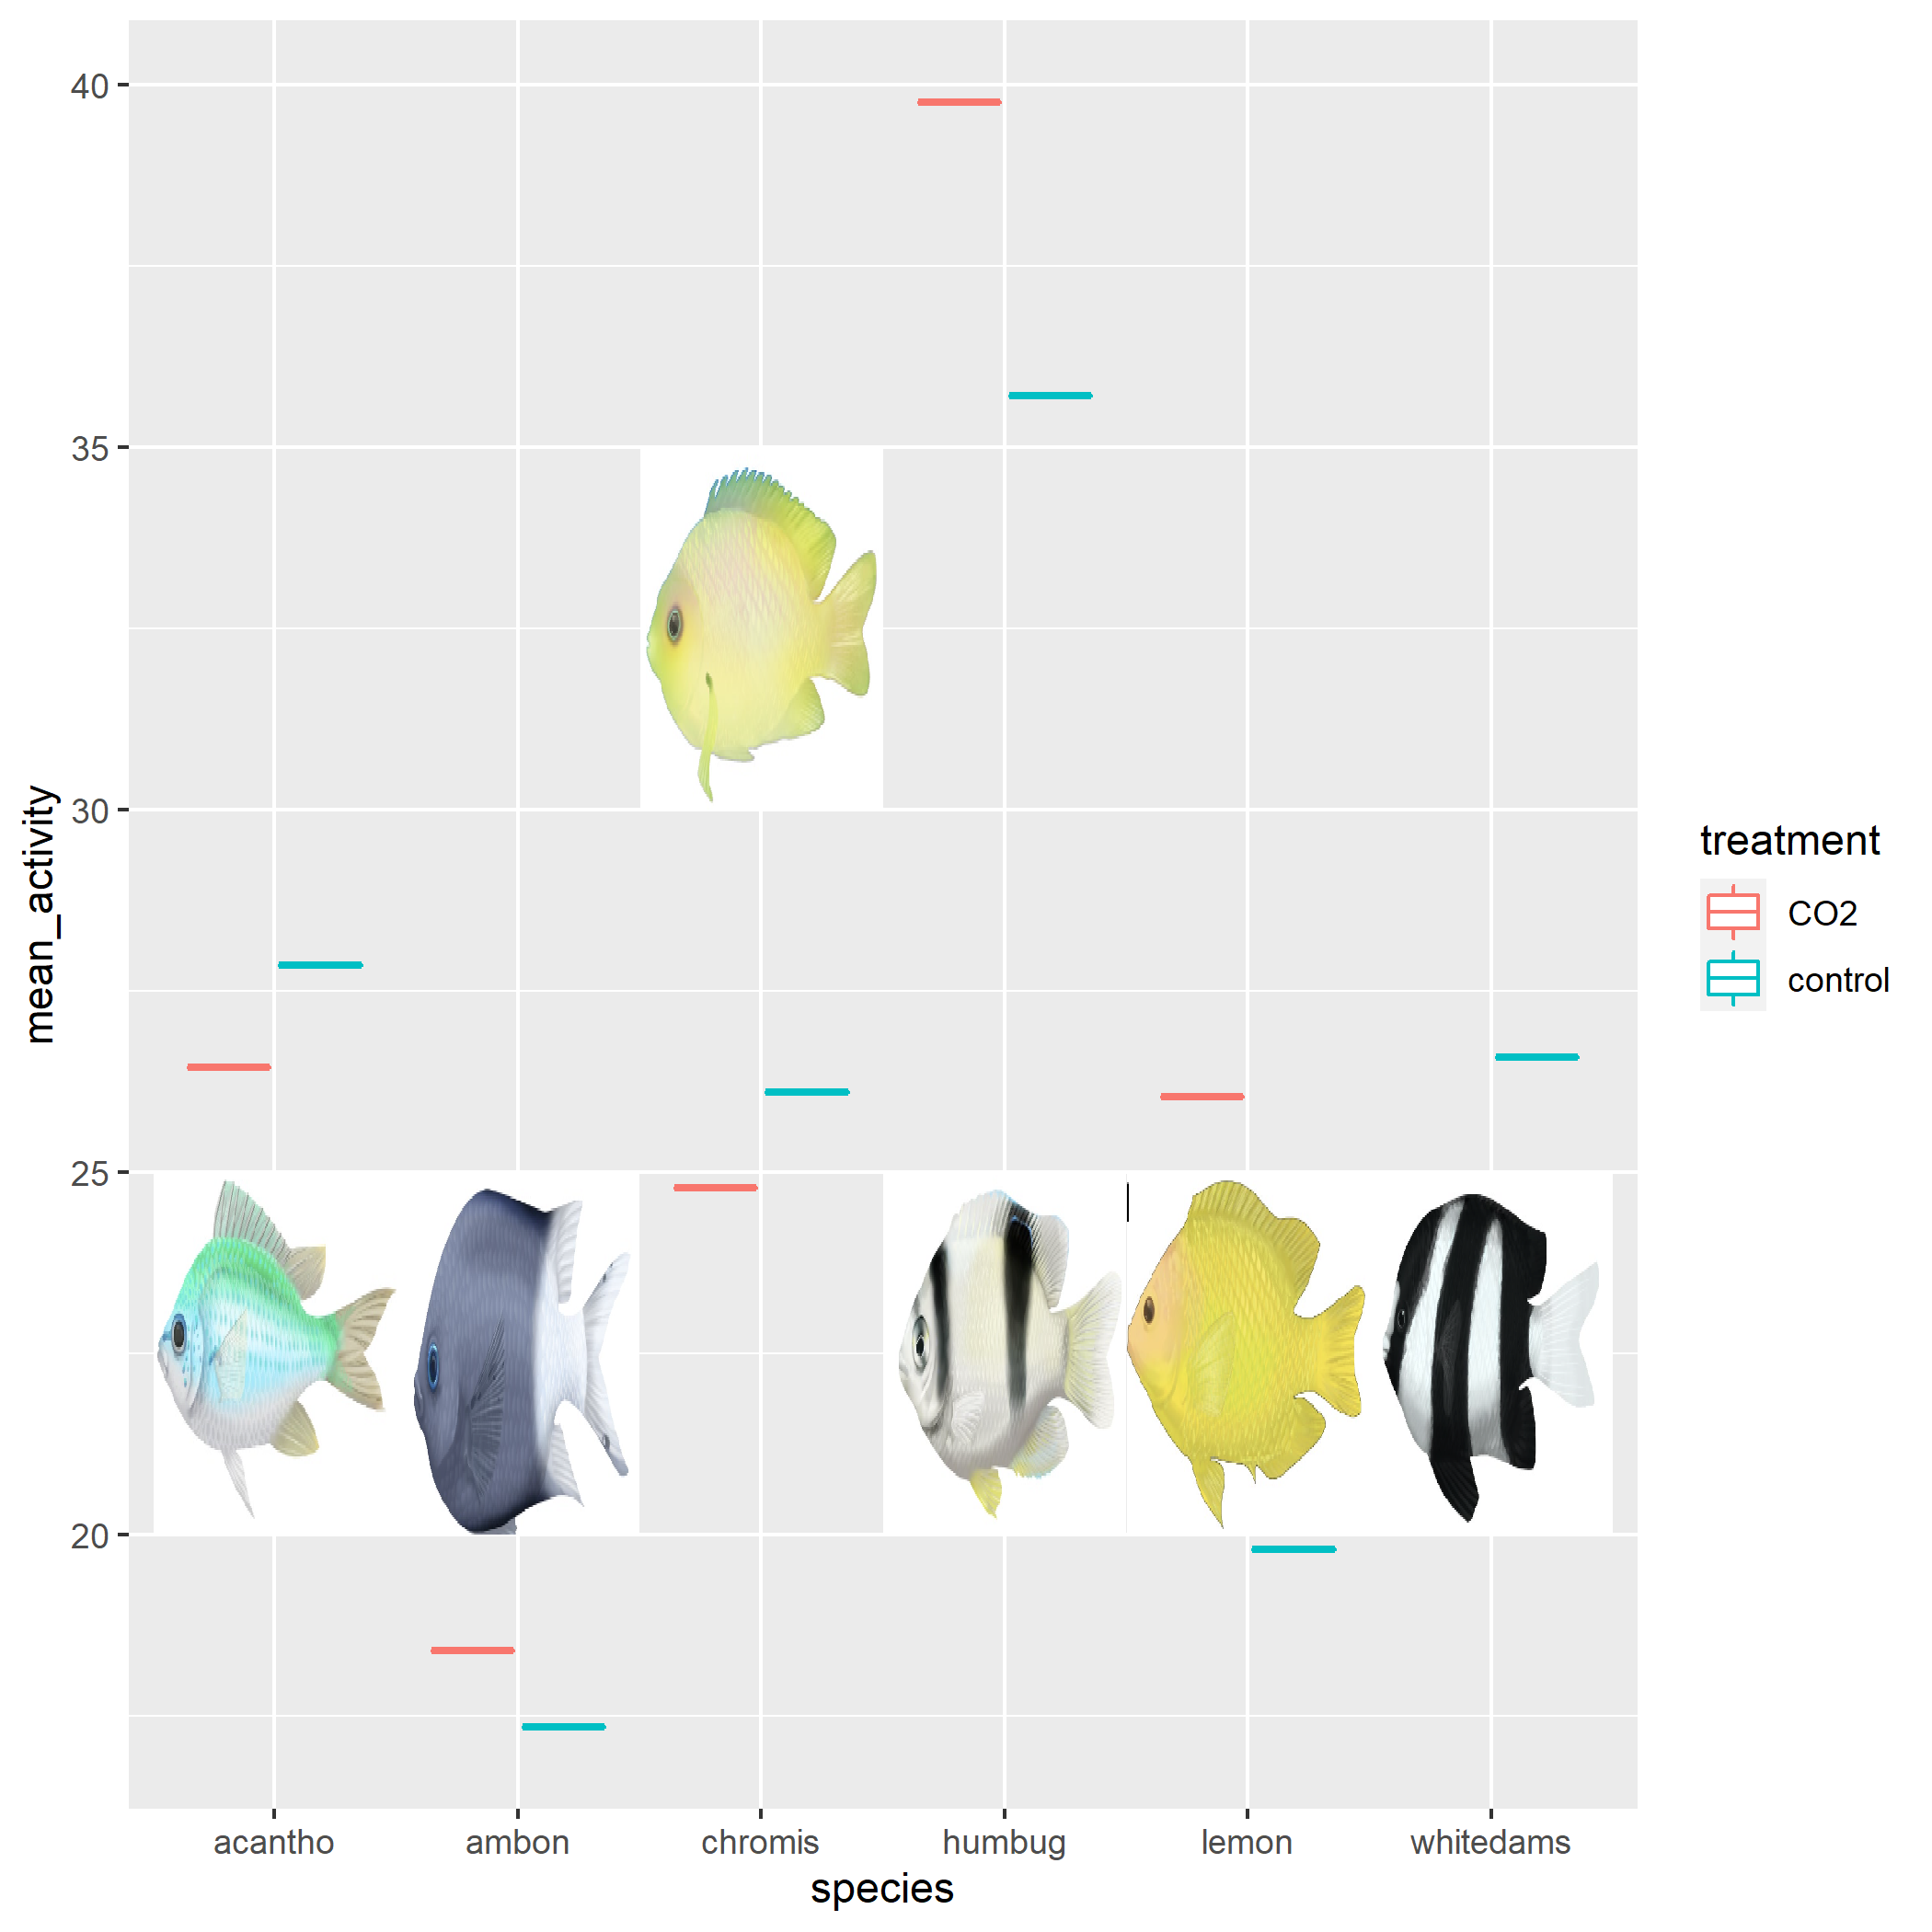 40
35
30
25
20
mean_activity
acantho ambon chromis humbug lemon whitedams
species
treatment
CO2
control